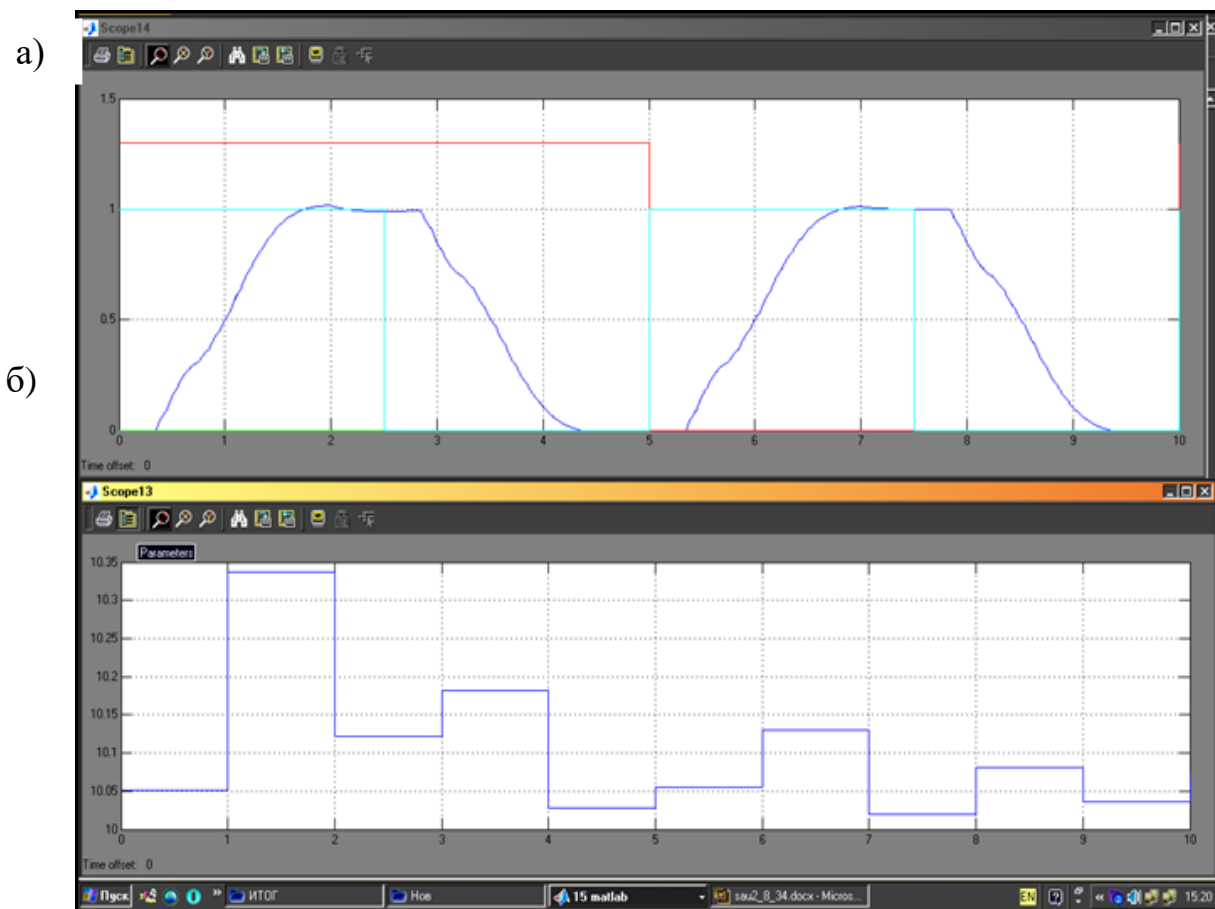 Scope14
а)
1.5
1
0.5
0
0 1 2 3 4 5 6 7 8 9 10
Time offset: 0
б)
Scope13
Parameters
10.35
10.3
10.25
10.2
10.15
10.1
10.05
10
0 1 2 3 4 5 6 7 8 9 10
Time offset: 0
Пуск » ИТОГ Нов 15 matlab sau2_8_34.docx - Micros... EN « 15:20